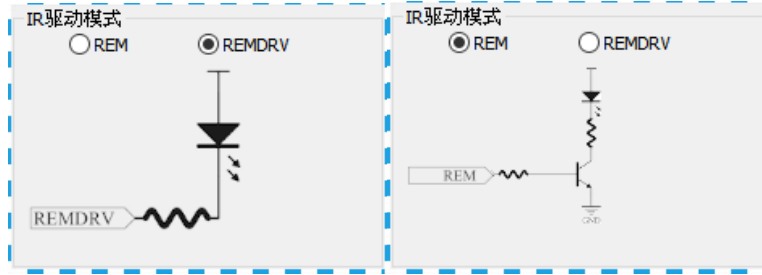 IR驱动模式
REM REMDRV
REMDRV
IR驱动模式
REM REMDRV
REM
GND